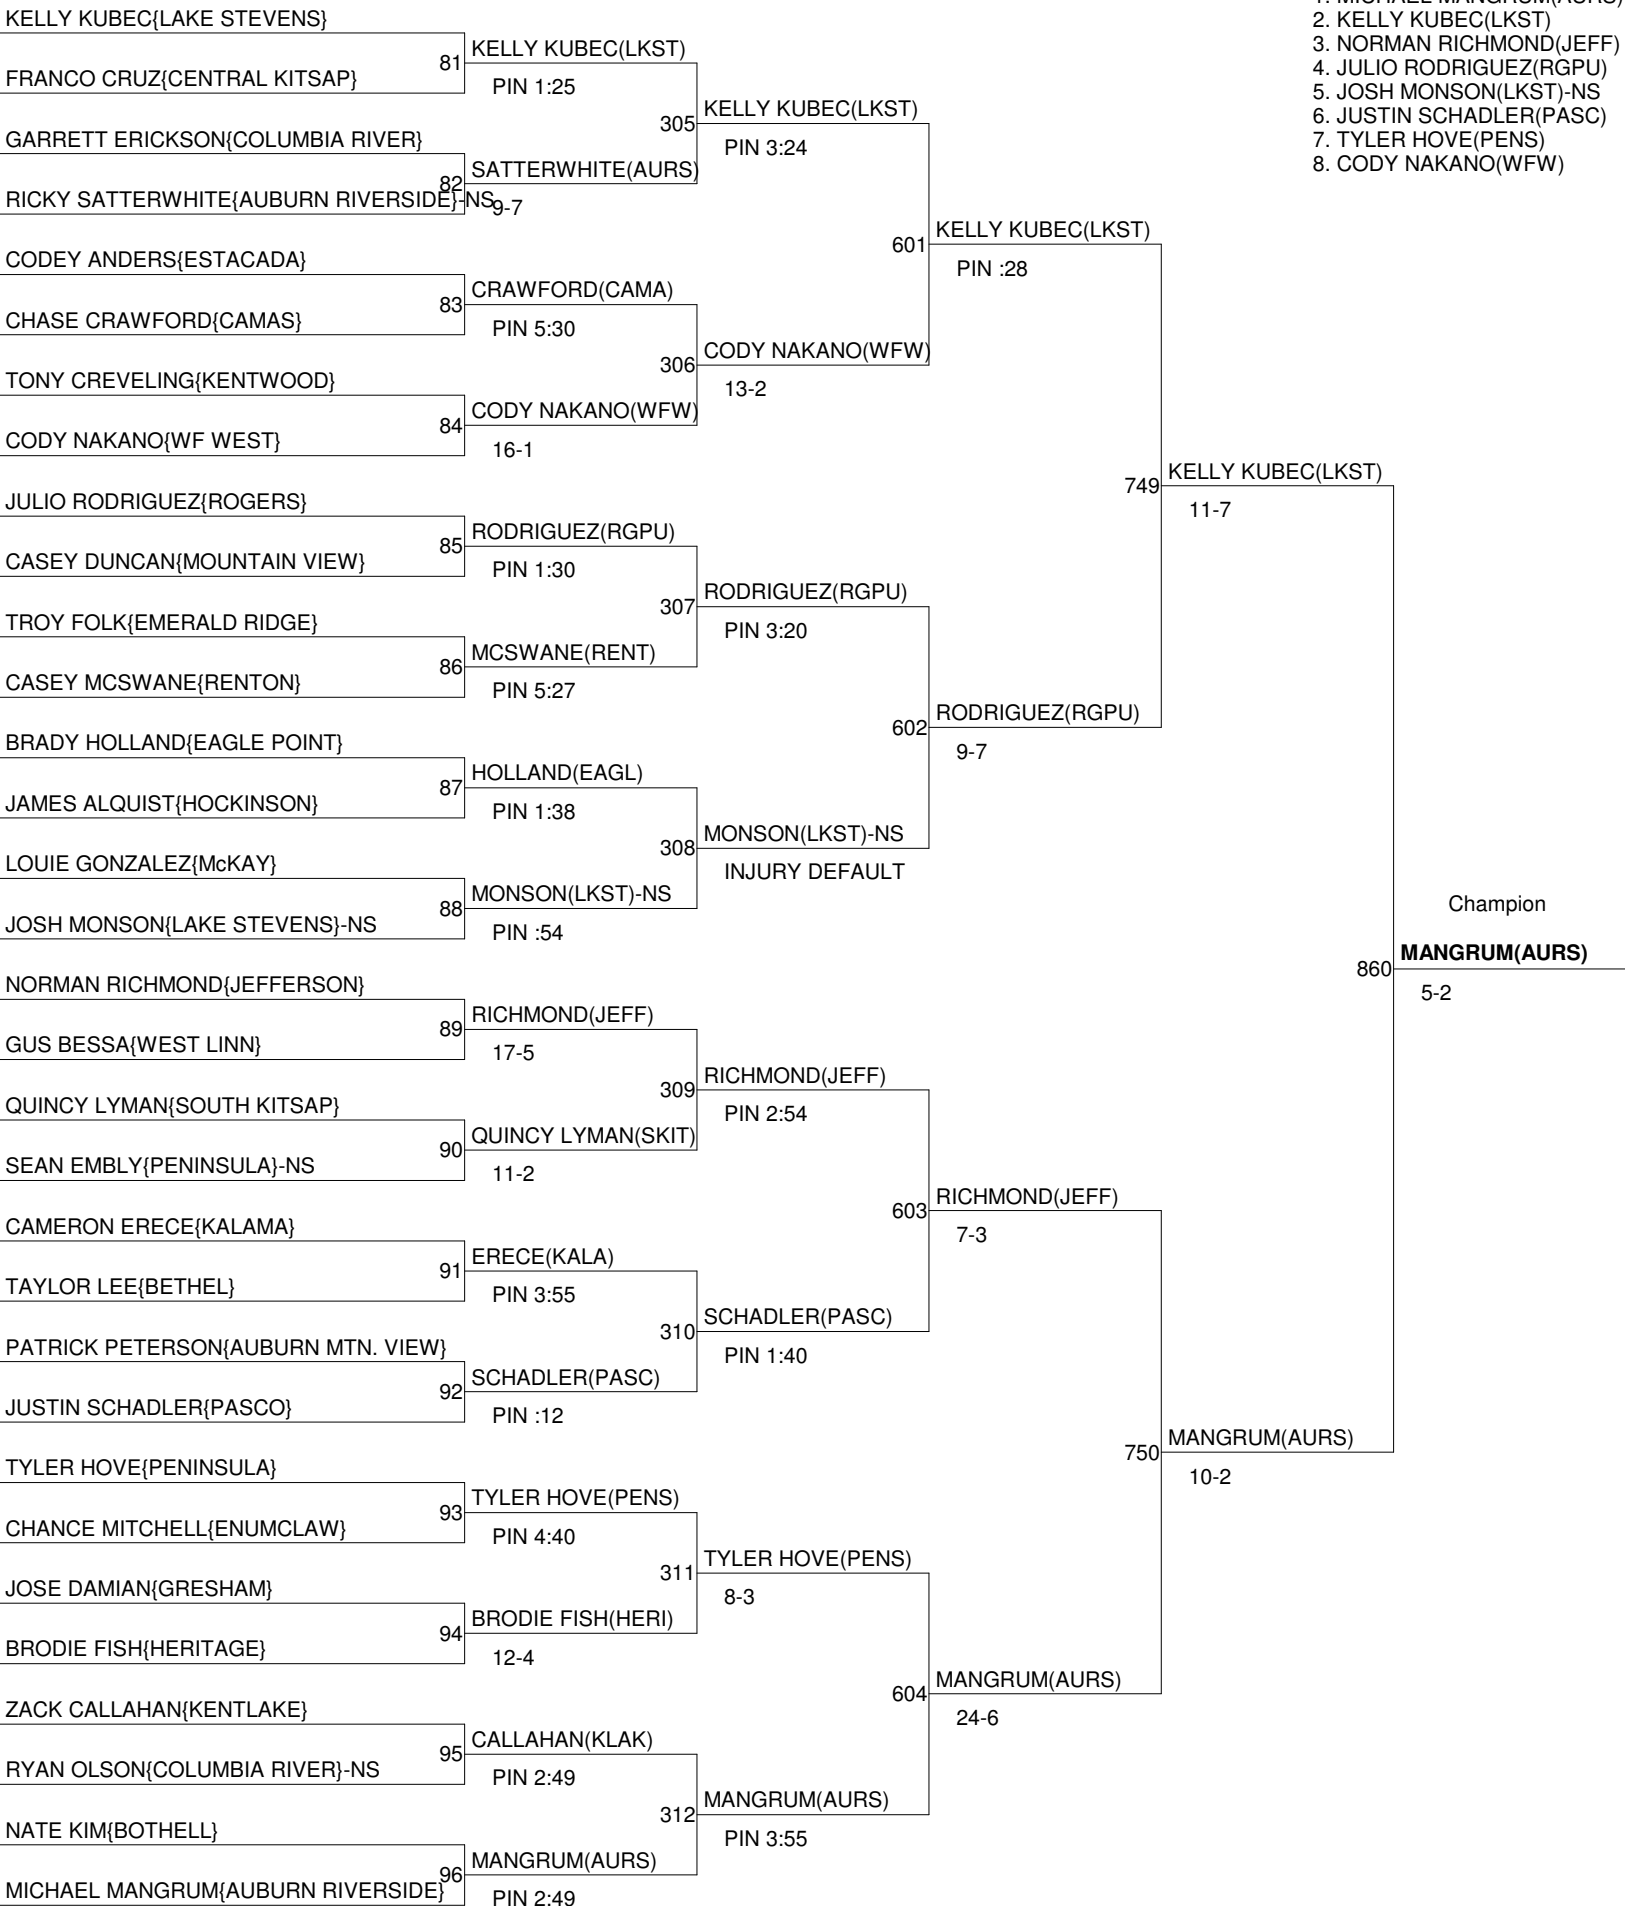 1. MICHAEL MANGRUM(AURS)
2. KELLY KUBEC(LKST)
3. NORMAN RICHMOND(JEFF)
4. JULIO RODRIGUEZ(RGPU)
5. JOSH MONSON(LKST)-NS
6. JUSTIN SCHADLER(PASC)
7. TYLER HOVE(PENS)
8. CODY NAKANO(WFW)
KELLY KUBEC{LAKE STEVENS}
FRANCO CRUZ{CENTRAL KITSAP}
GARRETT ERICKSON{COLUMBIA RIVER}
RICKY SATTERWHITE{AUBURN RIVERSIDE}-NS
CODEY ANDERS{ESTACADA}
CHASE CRAWFORD{CAMAS}
TONY CREVELING{KENTWOOD}
CODY NAKANO{WF WEST}
JULIO RODRIGUEZ{ROGERS}
CASEY DUNCAN{MOUNTAIN VIEW}
TROY FOLK{EMERALD RIDGE}
CASEY MCSWANE{RENTON}
BRADY HOLLAND{EAGLE POINT}
JAMES ALQUIST{HOCKINSON}
LOUIE GONZALEZ{McKAY}
JOSH MONSON{LAKE STEVENS}-NS
NORMAN RICHMOND{JEFFERSON}
GUS BESSA{WEST LINN}
QUINCY LYMAN{SOUTH KITSAP}
SEAN EMBLY{PENINSULA}-NS
CAMERON ERECE{KALAMA}
TAYLOR LEE{BETHEL}
PATRICK PETERSON{AUBURN MTN. VIEW}
JUSTIN SCHADLER{PASCO}
TYLER HOVE{PENINSULA}
CHANCE MITCHELL{ENUMCLAW}
JOSE DAMIAN{GRESHAM}
BRODIE FISH{HERITAGE}
ZACK CALLAHAN{KENTLAKE}
RYAN OLSON{COLUMBIA RIVER}-NS
NATE KIM{BOTHELL}
MICHAEL MANGRUM{AUBURN RIVERSIDE}
81 KELLY KUBEC(LKST)
PIN 1:25
82 SATTERWHITE(AURS)
9-7
83 CRAWFORD(CAMA)
PIN 5:30
84 CODY NAKANO(WFW)
16-1
85 RODRIGUEZ(RGPU)
PIN 1:30
86 MCSWANE(RENT)
PIN 5:27
87 HOLLAND(EAGL)
PIN 1:38
88 MONSON(LKST)-NS
PIN :54
89 RICHMOND(JEFF)
17-5
90 QUINCY LYMAN(SKIT)
11-2
91 ERECE(KALA)
PIN 3:55
92 SCHADLER(PASC)
PIN :12
93 TYLER HOVE(PENS)
PIN 4:40
94 BRODIE FISH(HERI)
12-4
95 CALLAHAN(KLAK)
PIN 2:49
96 MANGRUM(AURS)
PIN 2:49
305 KELLY KUBEC(LKST)
PIN 3:24
306 CODY NAKANO(WFW)
13-2
307 RODRIGUEZ(RGPU)
PIN 3:20
308 MONSON(LKST)-NS
INJURY DEFAULT
309 RICHMOND(JEFF)
PIN 2:54
310 SCHADLER(PASC)
PIN 1:40
311 TYLER HOVE(PENS)
8-3
312 MANGRUM(AURS)
PIN 3:55
601 KELLY KUBEC(LKST)
PIN :28
602 RODRIGUEZ(RGPU)
9-7
603 RICHMOND(JEFF)
7-3
604 MANGRUM(AURS)
24-6
749 KELLY KUBEC(LKST)
11-7
750 MANGRUM(AURS)
10-2
Champion
860 MANGRUM(AURS)
5-2